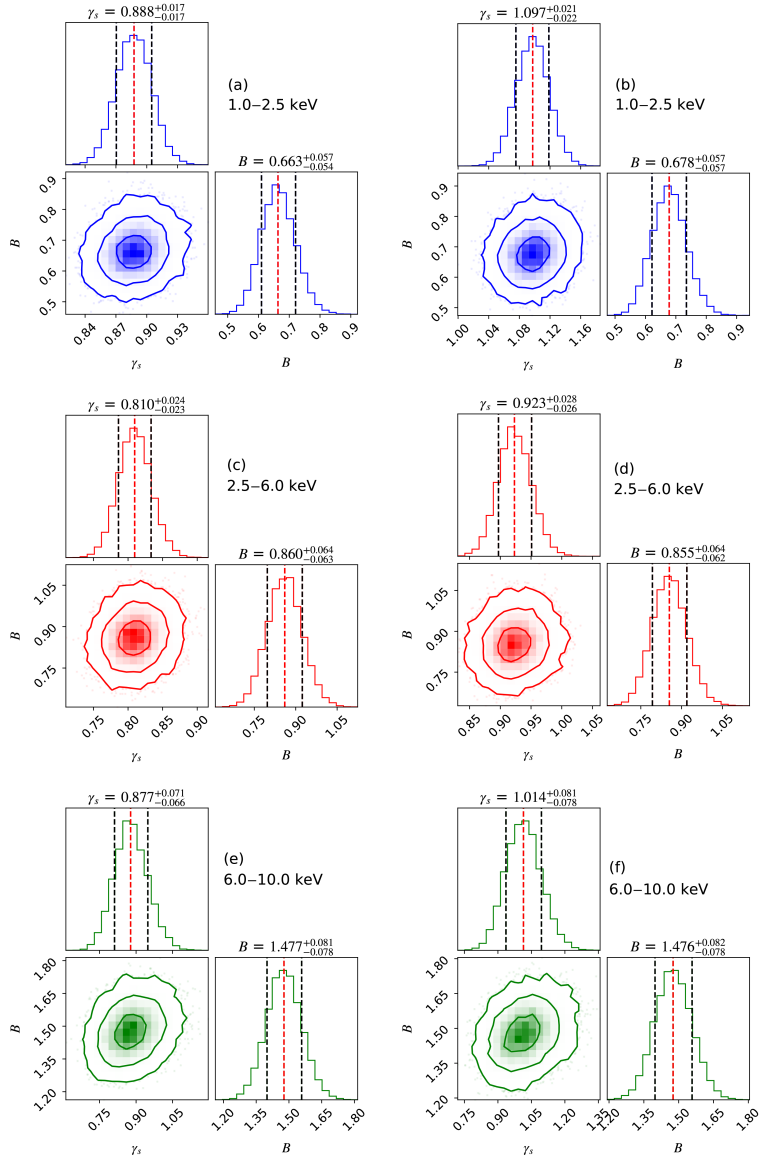 γs = 0.888 +0.017 −0.017
(a)
1.0−2.5 keV
B = 0.663 +0.057 −0.054
B
0.9
0.8
0.7
0.6
0.5
0.84 0.87 0.90 0.93
γs
0.5 0.6 0.7 0.8 0.9
B
γs = 1.097 +0.021 −0.022
(b)
1.0−2.5 keV
B = 0.678 +0.057 −0.057
B
0.9
0.8
0.7
0.6
0.5
1.00 1.04 1.08 1.12 1.16
γs
0.5 0.6 0.7 0.8 0.9
B
γs = 0.810 +0.024 −0.023
(c)
2.5−6.0 keV
B = 0.860 +0.064 −0.063
B
1.05
0.90
0.75
0.75 0.80 0.85 0.90
γs
0.75 0.90 1.05
B
γs = 0.923 +0.028 −0.026
(d)
2.5−6.0 keV
B = 0.855 +0.064 −0.062
B
1.05
0.90
0.75
0.85 0.90 0.95 1.00 1.05
γs
0.75 0.90 1.05
B
γs = 0.877 +0.071 −0.066
(e)
6.0−10.0 keV
B = 1.477 +0.081 −0.078
B
1.80
1.65
1.50
1.35
1.20
0.75 0.90 1.05
γs
1.20 1.35 1.50 1.65 1.80
B
γs = 1.014 +0.081 −0.078
(f)
6.0−10.0 keV
B = 1.476 +0.082 −0.078
B
1.80
1.65
1.50
1.35
1.20
0.75 0.90 1.05 1.20
γs
1.35 1.50 1.65 1.80
B